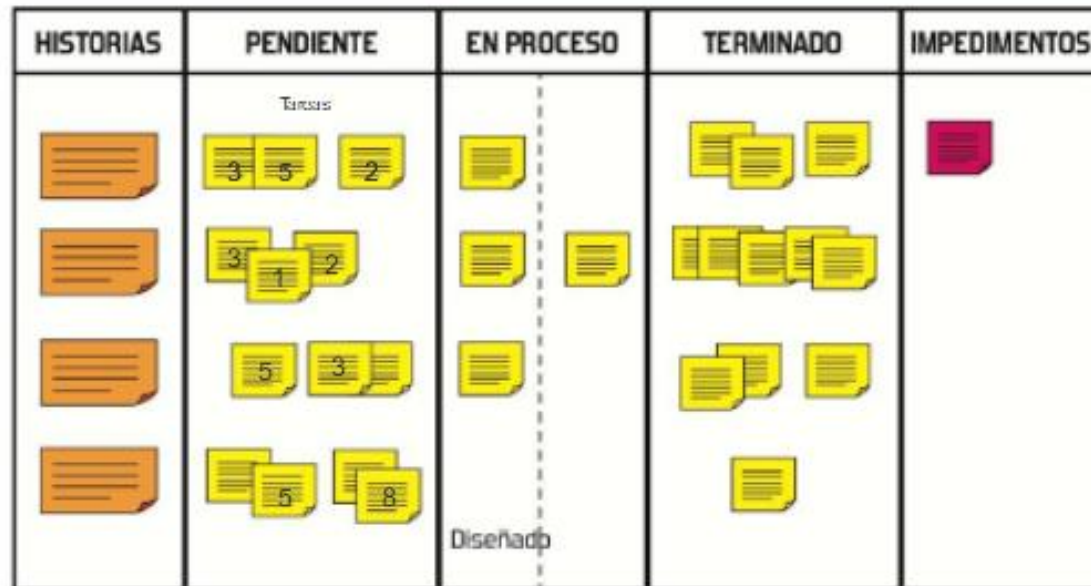 HISTORIAS PENDIENTE EN PROCESO TERMINADO IMPEDIMENTOS
Tareas
3 5 2
3 1 2
5 3
5 8
Diseñado